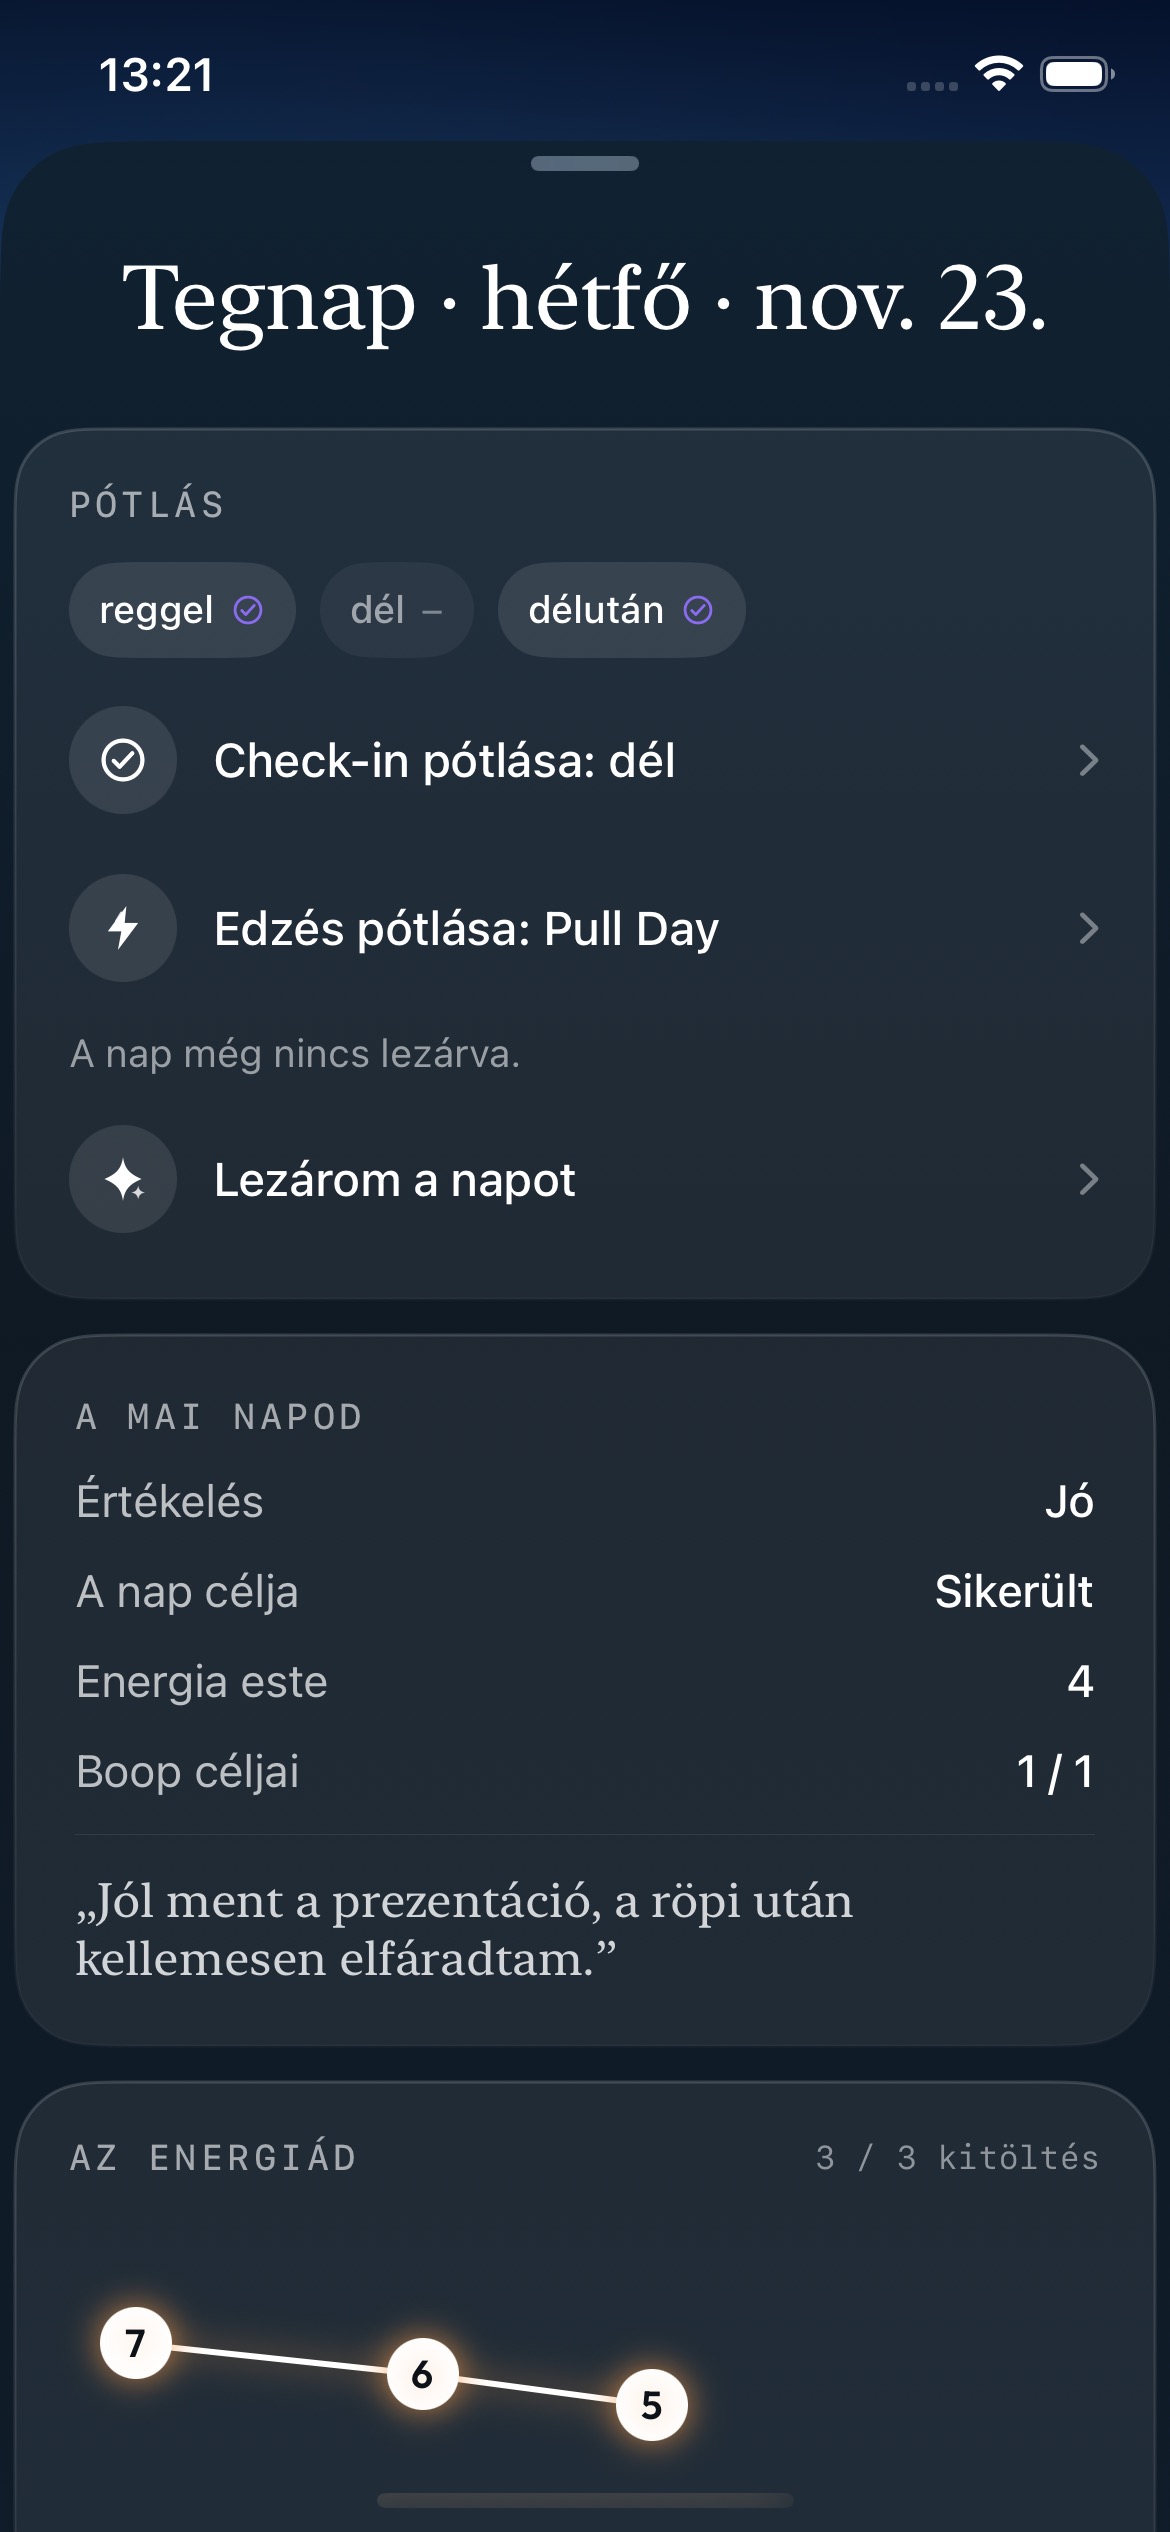 13:21
Tegnap · hétfő · nov. 23.
PÓTLÁS
reggel
dél –
délután
Check-in pótlása: dél
Edzés pótlása: Pull Day
A nap még nincs lezárva.
Lezárom a napot
A MAI NAPOD
Értékelés Jó
A nap célja Sikerült
Energia este 4
Boop céljai 1 / 1
„Jól ment a prezentáció, a röpi után
kellemesen elfáradtam.”
AZ ENERGIÁD 3 / 3 kitöltés
7
6
5